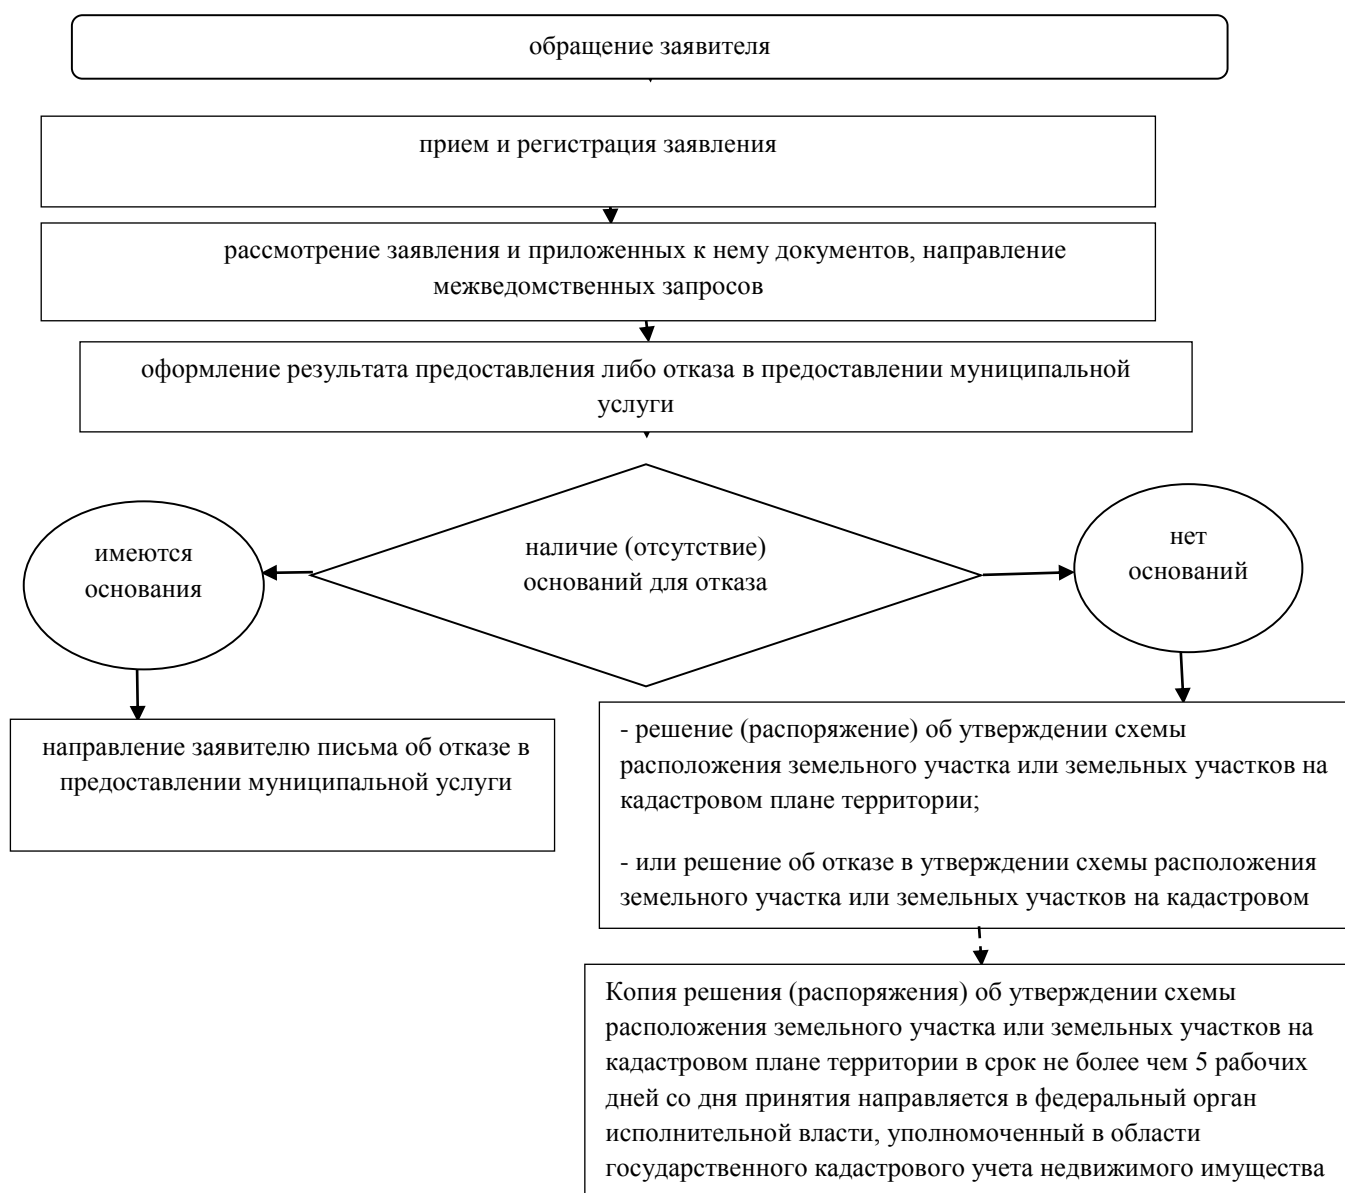 обращение заявителя
прием и регистрация заявления
рассмотрение заявления и приложенных к нему документов, направление
межведомственных запросов
оформление результата предоставления либо отказа в предоставлении муниципальной
услуги
наличие (отсутствие)
оснований для отказа
имеются
основания
нет
оснований
направление заявителю письма об отказе в
предоставлении муниципальной услуги
- решение (распоряжение) об утверждении схемы
расположения земельного участка или земельных участков на
кадастровом плане территории;
- или решение об отказе в утверждении схемы расположения
земельного участка или земельных участков на кадастровом
Копия решения (распоряжения) об утверждении схемы
расположения земельного участка или земельных участков на
кадастровом плане территории в срок не более чем 5 рабочих
дней со дня принятия направляется в федеральный орган
исполнительной власти, уполномоченный в области
государственного кадастрового учета недвижимого имущества